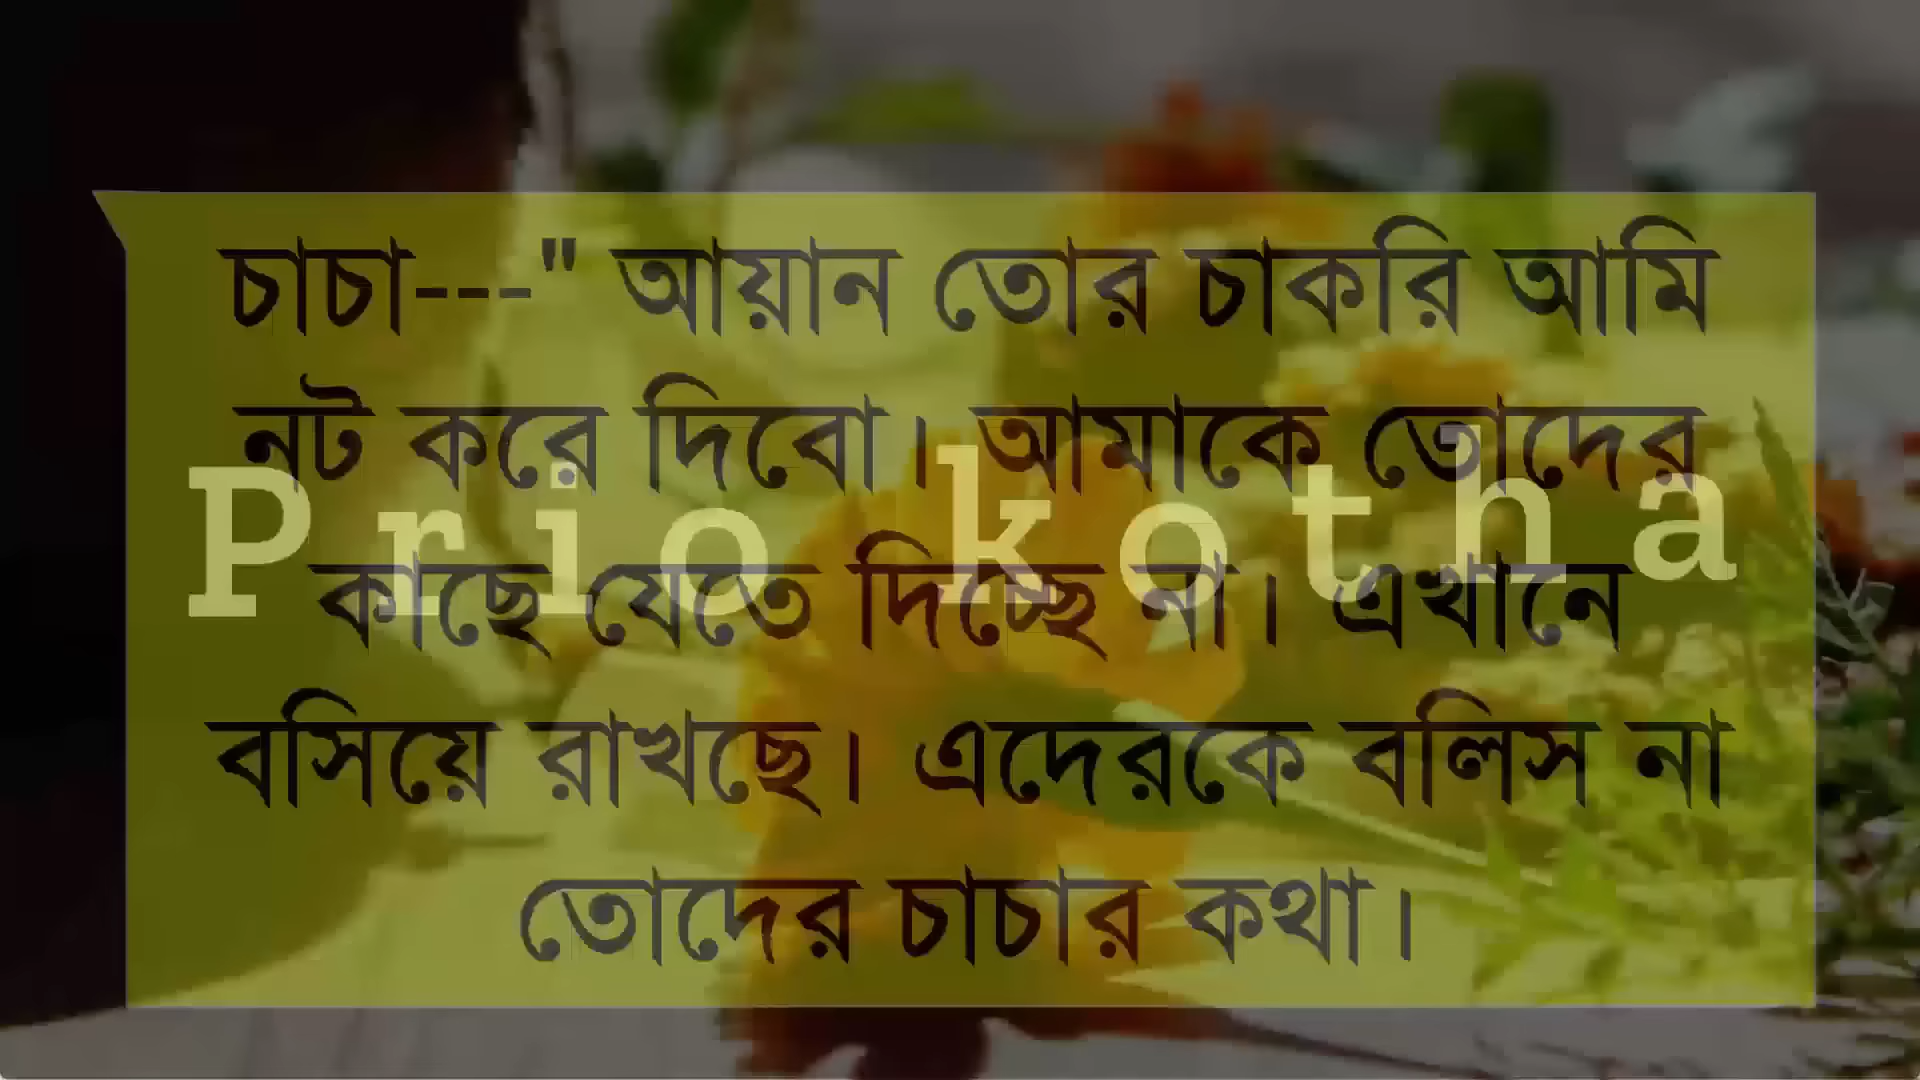 চাচা---" আয়ান তোর চাকরি আমি
নট করে দিবো। আমাকে তোদের
Prio kotha
কাছে যেতে দিচ্ছে না। এখানে
বসিয়ে রাখছে। এদেরকে বলিস না
তোদের চাচার কথা।